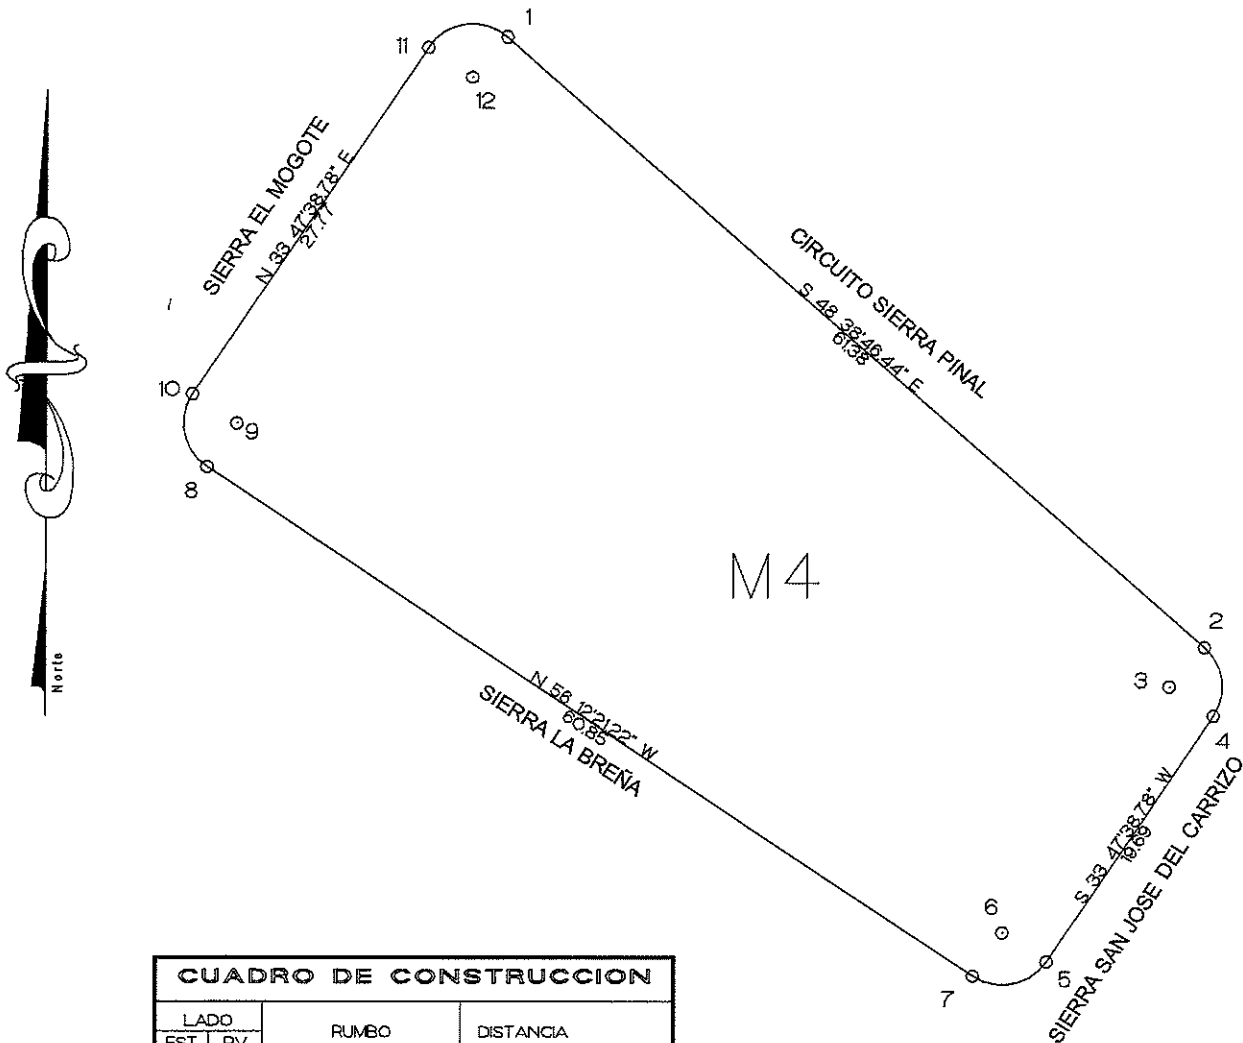 1
11
12
SIERRA EL MOGOTE
N 33 47'38.78" E
27.77
CIRCUITO SIERRA PINAL
S 48 38'46.44" E
61.38
10
9
8
M4
2
3
4
Norte
N 56 12'21.22" W
60.85
SIERRA LA BREÑA
S 33 47'38.78" W
19.69
SIERRA SAN JOSE DEL CARRIZO
6
5
7
CUADRO DE CONSTRUCCION
LADO
RUMBO
DISTANCIA
EST PV